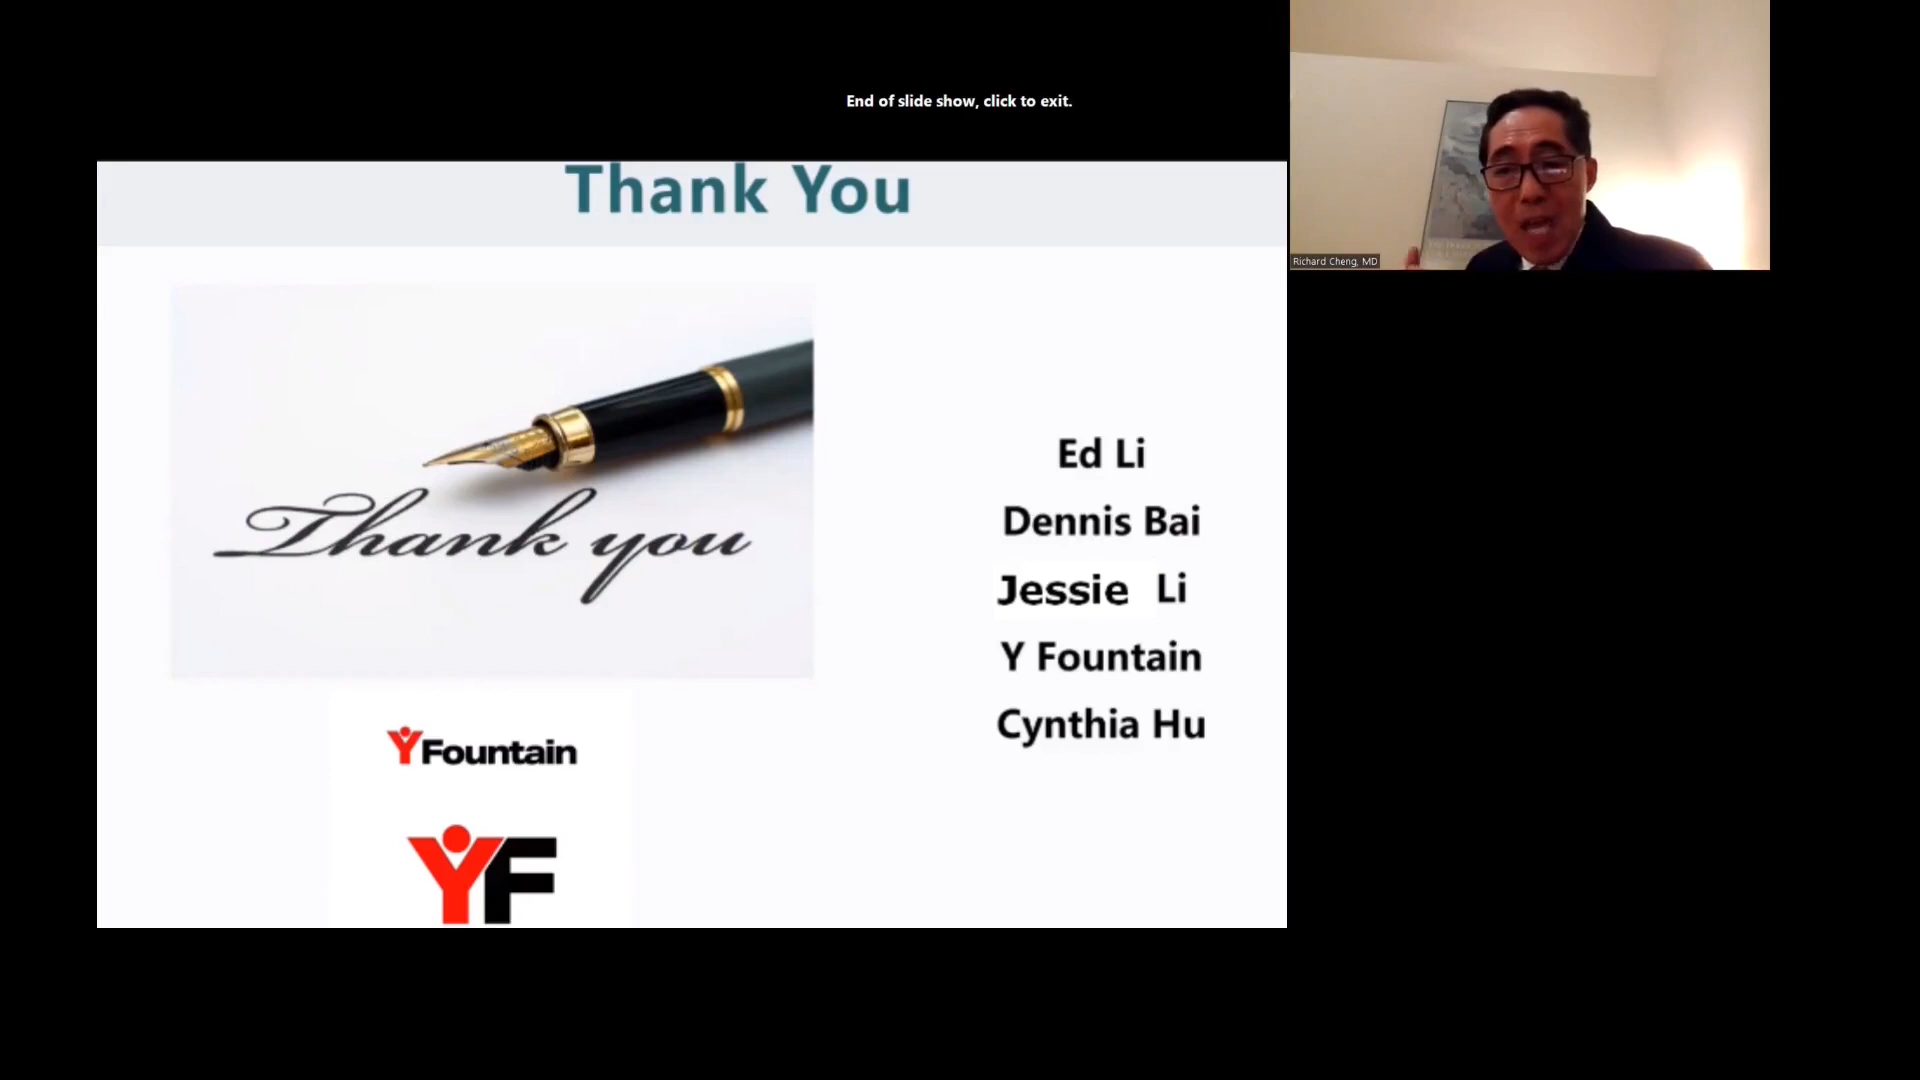 End of slide show, click to exit.
Thank You
Thank you
Ed Li
Dennis Bai
Jessie Li
Y Fountain
Cynthia Hu
YFountain
YF
Richard Cheng, MD